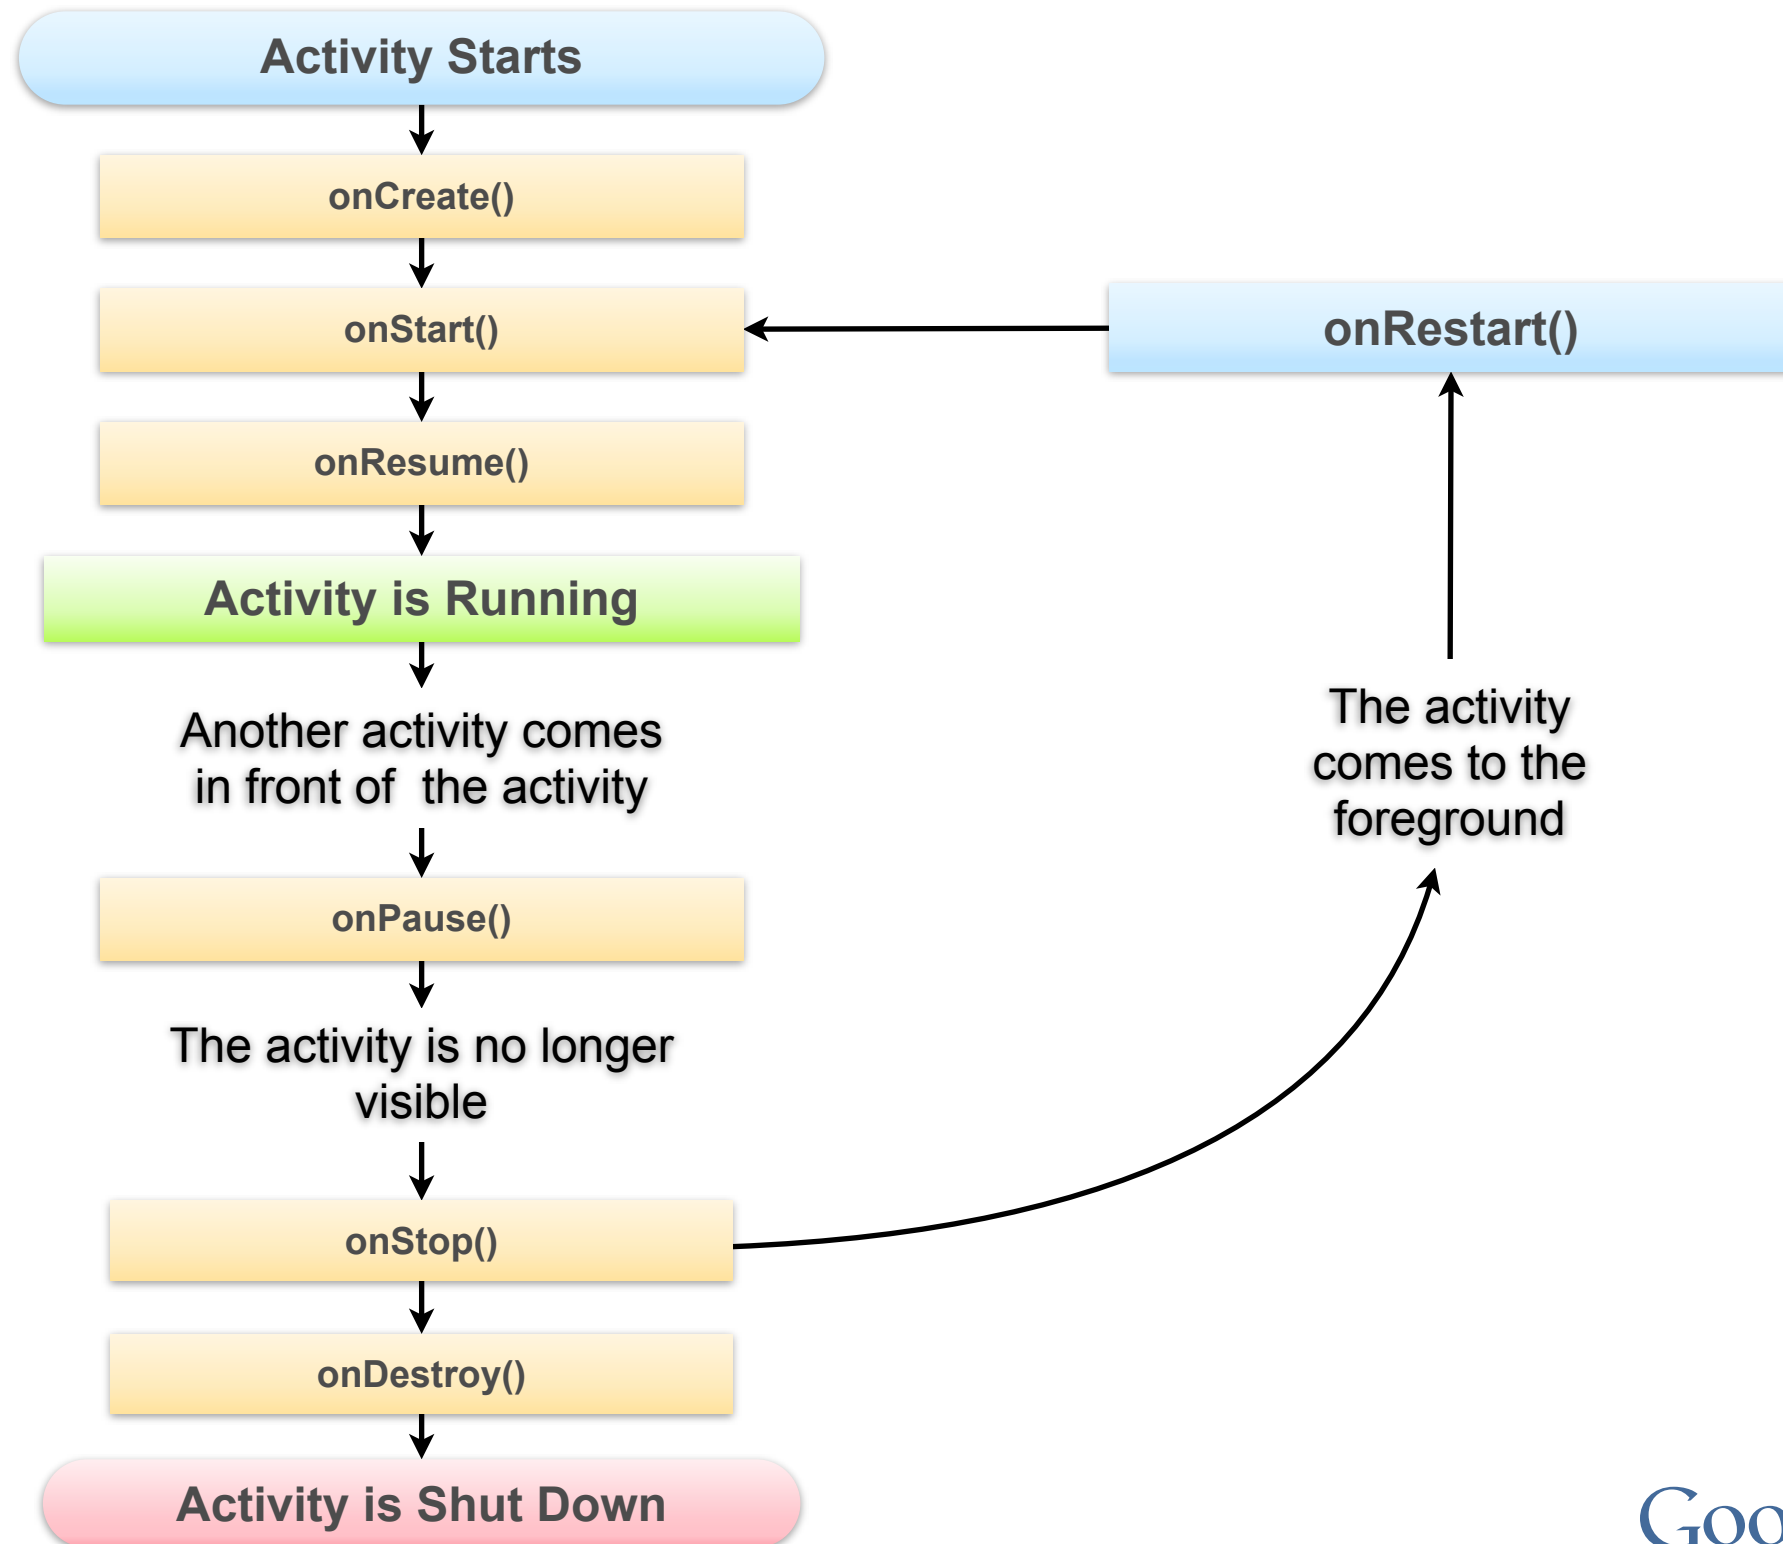 Activity Starts
onCreate()
onStart()
onRestart()
onResume()
Activity is Running
Another activity comes
in front of  the activity
The activity
comes to the
foreground
onPause()
The activity is no longer
visible
onStop()
onDestroy()
Activity is Shut Down
Goo